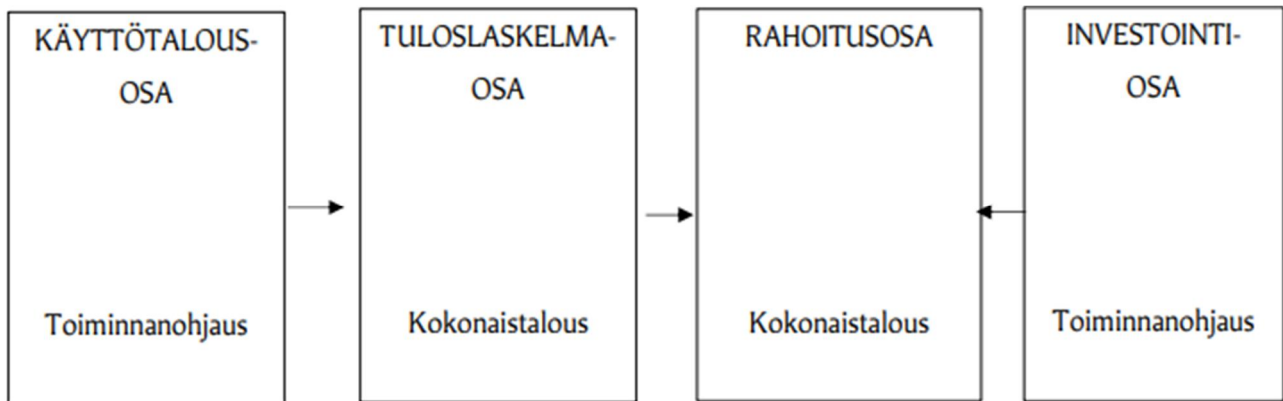 KÄYTTÖTALOUS-
OSA
Toiminnanohjaus
TULOSLASKELMA-
OSA
Kokonaistalous
RAHOITUSOSA
Kokonaistalous
INVESTOINTI-
OSA
Toiminnanohjaus